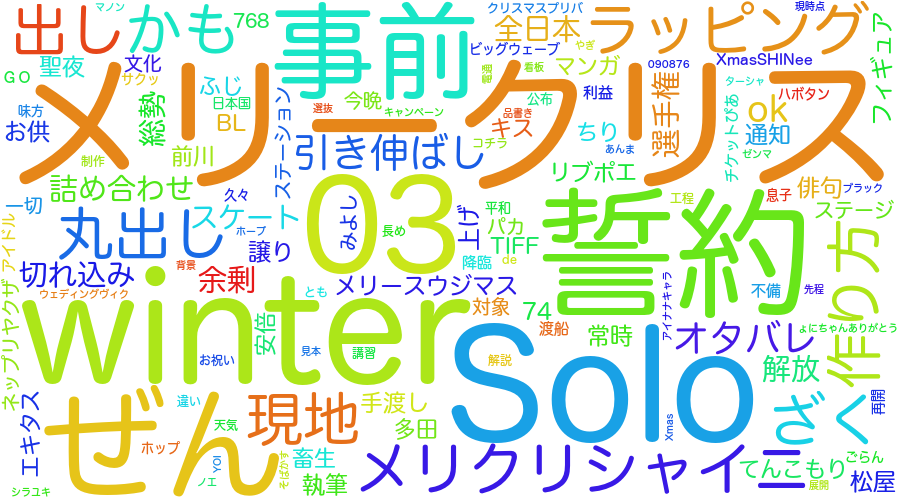 マノン
クリスマスプリパ
現時点
出し
かも
768
事前
全日本
ラッピング
やぎ
ビッグウェーブ
看板
フィギュア
聖夜
文化
GO
サクッ
ふじ
日本国
BL
味方
お供
総勢
選抜
今晩
キャンペーン
メリークリスマス
マンガ
090876
XmasSHINee
ターシャ
利益
公布
品書き
キス
コチラ
選手権
ok
ハボタン
通知
チケットぴあ
ちり
あんま
ゼンマ
前川
制作
ステーション
引き伸ばし
詰め合わせ
久々
一切
アイドル
スケート
ホープ
丸出し
譲り
切れ込み
余剰
背景
03
みよし
長め
上げ
平和
パカ
TIFF
降臨
de
リブポエ
誓約
工程
息子
俳句
ブラック
ステージ
作り方
ウェディングヴィク
ネップリヤクザ
メリースウジマス
とも
winter
安倍
対象
74
渡船
常時
アイナナキャラ
不備
先程
オタバレ
解放
よにちゃんありがとう
お祝い
見本
講習
Solo
解説
ざ
へ
再開
エキタス
ぜん
違い
天気
現地
手渡し
多田
Xmas
ホップ
YOI
ノエ
そばかす
畜生
執筆
メリクリシャイニ
てんこもり
ごらん
展開
松屋
シラユキ